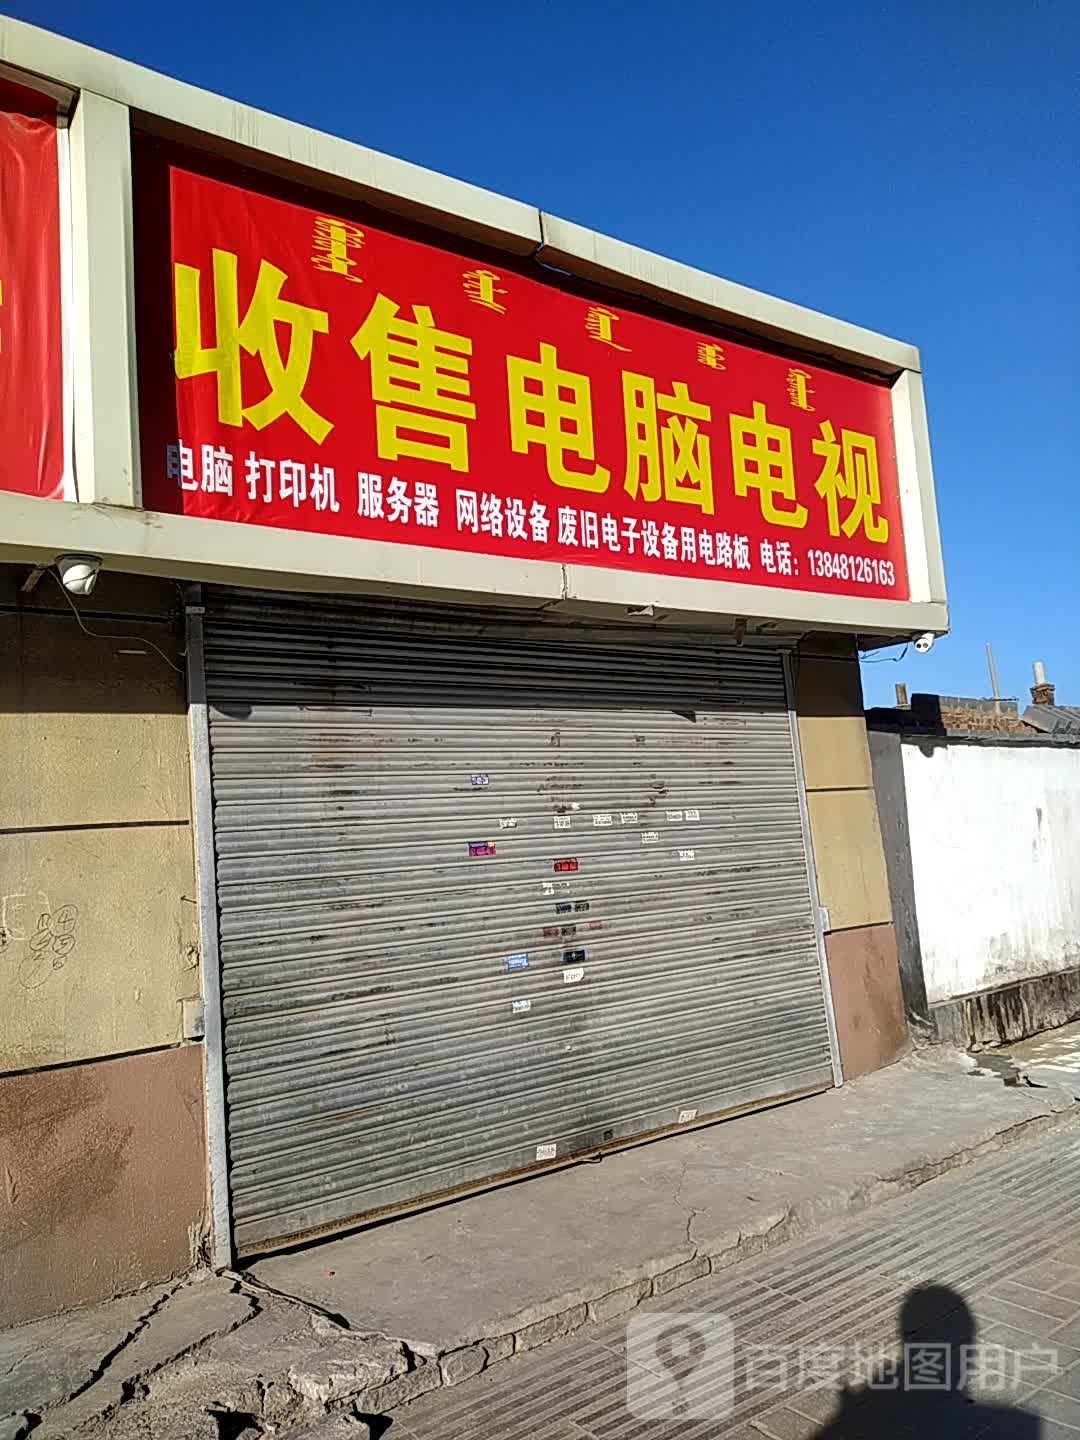 收售电脑电视
电脑 打印机 服务器 网络设备 废旧电子设备用电路板 电话：13848126163
百度地图用户